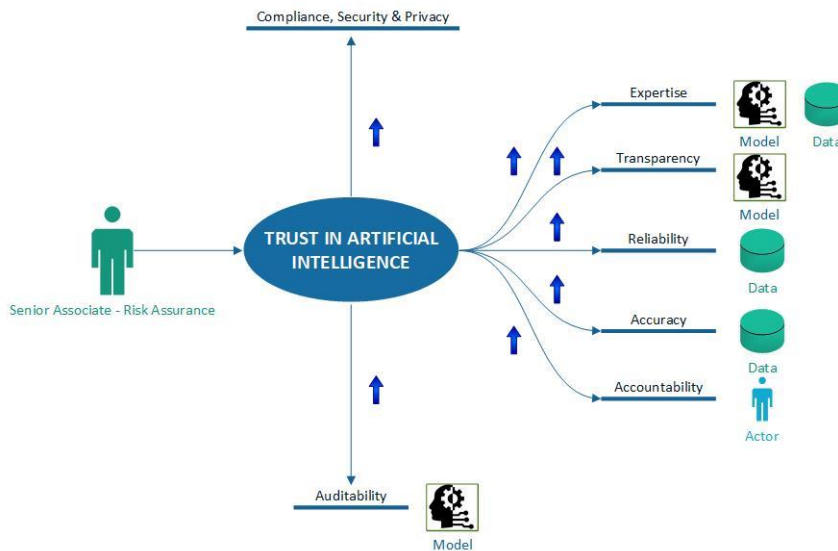 Compliance, Security & Privacy
Expertise
Model
Data
Transparency
Model
TRUST IN ARTIFICIAL
INTELLIGENCE
Reliability
Data
Senior Associate - Risk Assurance
Accuracy
Data
Accountability
Actor
Auditability
Model